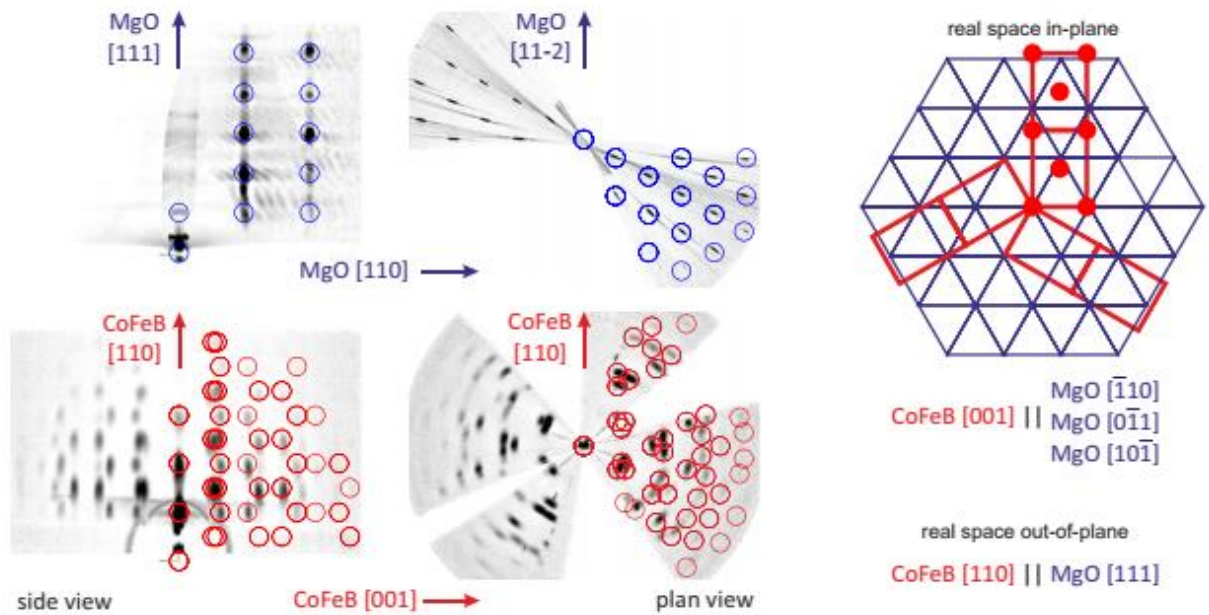 MgO
[111]
MgO
[11-2]
MgO [110]
CoFeB
[110]
CoFeB
[110]
side view
CoFeB [001]
plan view
real space in-plane
CoFeB [001] || MgO [1̅10]
MgO [01̅1]
MgO [101̅]
real space out-of-plane
CoFeB [110] || MgO [111]